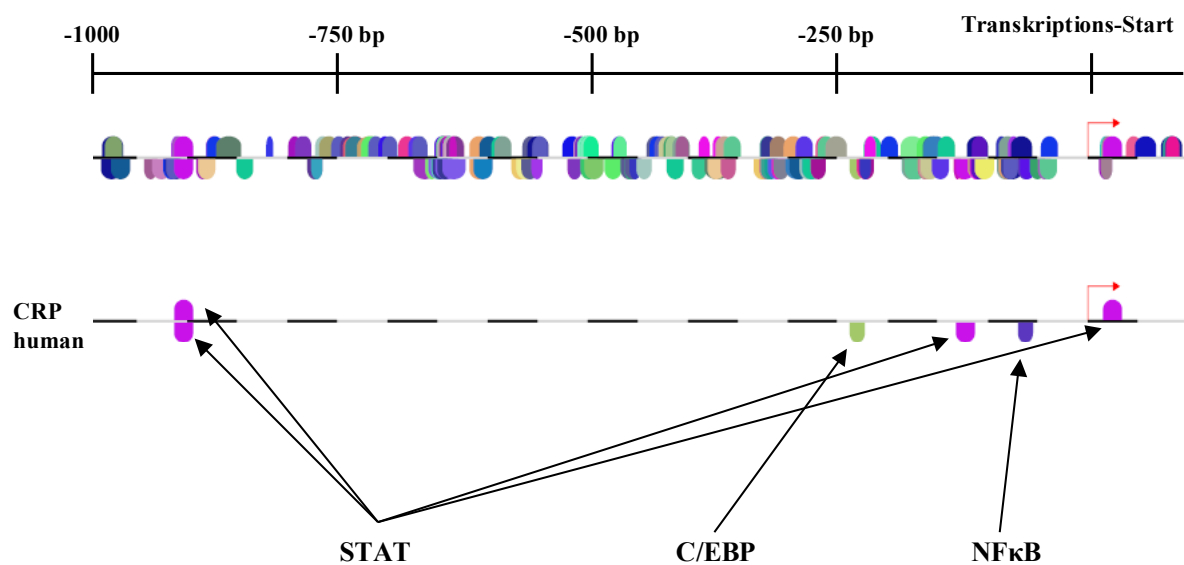 Transkriptions-Start
-1000
-750 bp
-500 bp
-250 bp
CRP
human
STAT
C/EBP
NFκB